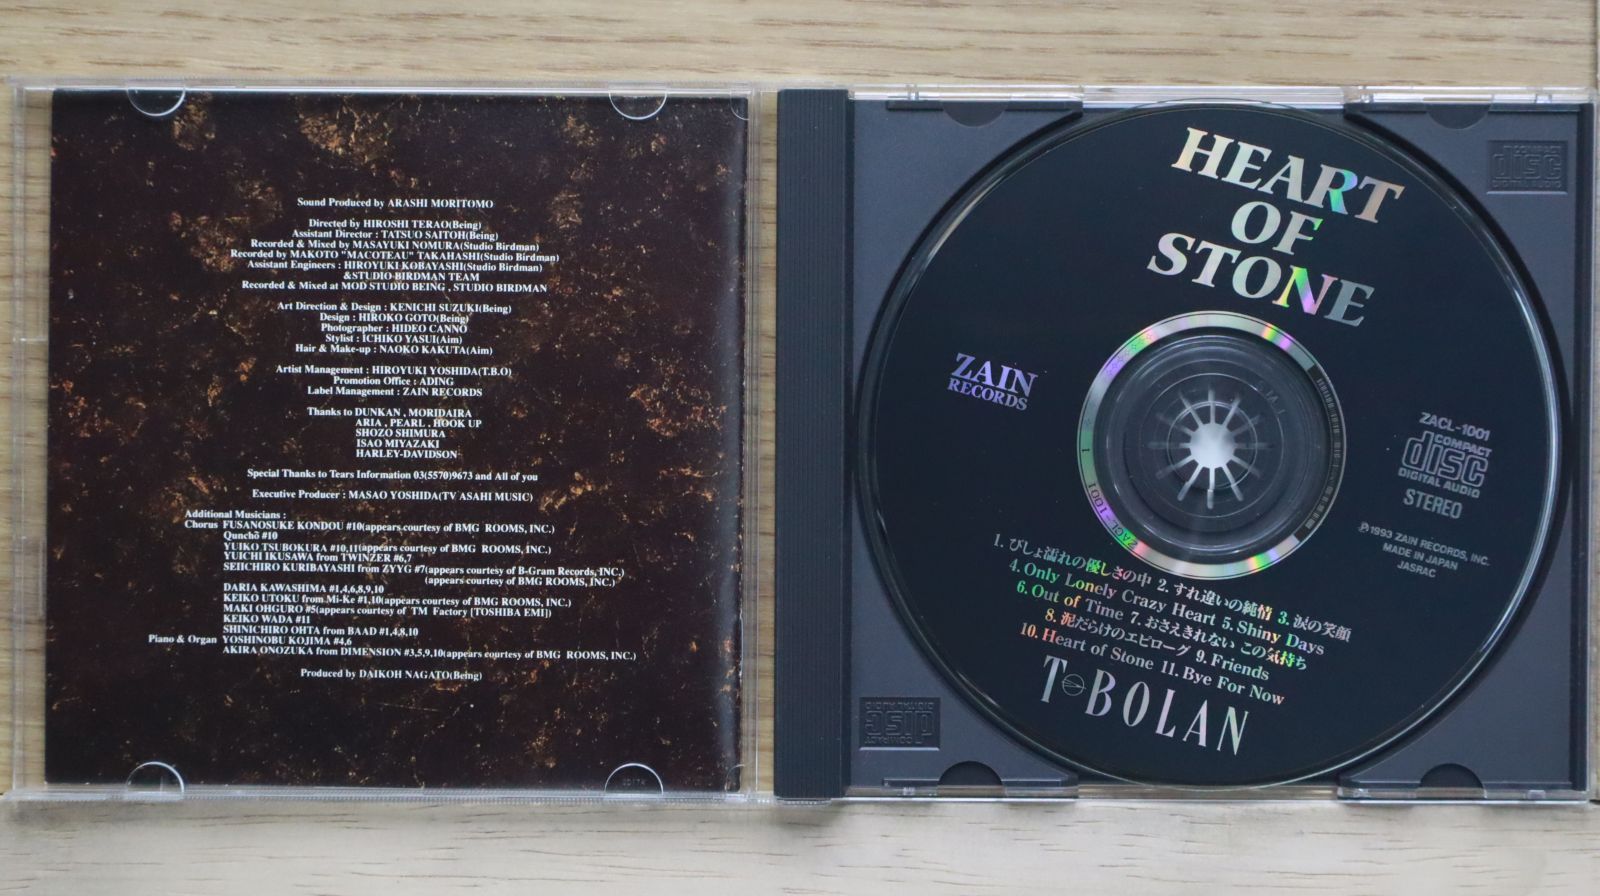 Sound Produced by ARASHI MORITOMO
Directed by HIROSHI TERAO(Being)
Assistant Director : TATSUO SAITOH(Being)
Recorded & Mixed by MASAYUKI NOMURA(Studio Birdman)
Recorded by MAKOTO "MACOTEAU" TAKAHASHI(Studio Birdman)
Assistant Engineers : HIROYUKI KOBAYASHI(Studio Birdman)
&STUDIO BIRDMAN TEAM
Recorded & Mixed at MOD STUDIO BEING , STUDIO BIRDMAN
Art Direction & Design : KENICHI SUZUKI(Being)
Design : HIROKO GOTO(Being)
Photographer : HIDEO CANNO
Stylist : ICHIKO YASUI(Aim)
Hair & Make-up : NAOKO KAKUTA(Aim)
Artist Management : HIROYUKI YOSHIDA(T.B.O)
Promotion Office : ADING
Label Management : ZAIN RECORDS
Thanks to DUNKAN , MORIDAIRA
ARIA , PEARL , HOOK UP
SHOZO SHIMURA
ISAO MIYAZAKI
HARLEY-DAVIDSON
Special Thanks to Tears Information 03(5570)9673 and All of you
Executive Producer : MASAO YOSHIDA(TV ASAHI MUSIC)
Additional Musicians :
Chorus FUSANOSUKE KONDOU #10(appears courtesy of BMG ROOMS, INC.)
Qunchō #10
YUIKO TSUBOKURA #10,11(appears courtesy of BMG ROOMS, INC.)
YUICHI IKUSAWA from TWINZER #6,7
SEIICHIRO KURIBAYASHI from ZYYG #7(appears courtesy of B-Gram Records, INC.)
(appears courtesy of BMG ROOMS, INC.)
DARIA KAWASHIMA #1,4,6,8,9,10
KEIKO UTOKU from Mi-Ke #1,10(appears courtesy of BMG ROOMS, INC.)
MAKI OHGURO #5(appears courtesy of TM Factory [TOSHIBA EMI])
KEIKO WADA #11
SHINICHIRO OHTA from BAAD #1,4,8,10
Piano & Organ YOSHINOBU KOJIMA #4,6
AKIRA ONOZUKA from DIMENSION #3,5,9,10(appears courtesy of BMG ROOMS, INC.)
Produced by DAIKOH NAGATO(Being)
HEART
OF
STONE
ZAIN
RECORDS
ZACL-1001
COMPACT
disc
DIGITAL AUDIO
STEREO
℗1993 ZAIN RECORDS, INC.
MADE IN JAPAN
JASRAC
ZACL-1001 1
1. びしょ濡れの優しさの中 2. すれ違いの純情 3. 涙の笑顔
4. Only Lonely Crazy Heart 5. Shiny Days
6. Out of Time 7. おさえきれない この気持ち
8. 泥だらけのエピローグ 9. Friends
10. Heart of Stone 11. Bye For Now
T-BOLAN
COMPACT
disc
DIGITAL AUDIO
COMPACT
disc
DIGITAL AUDIO